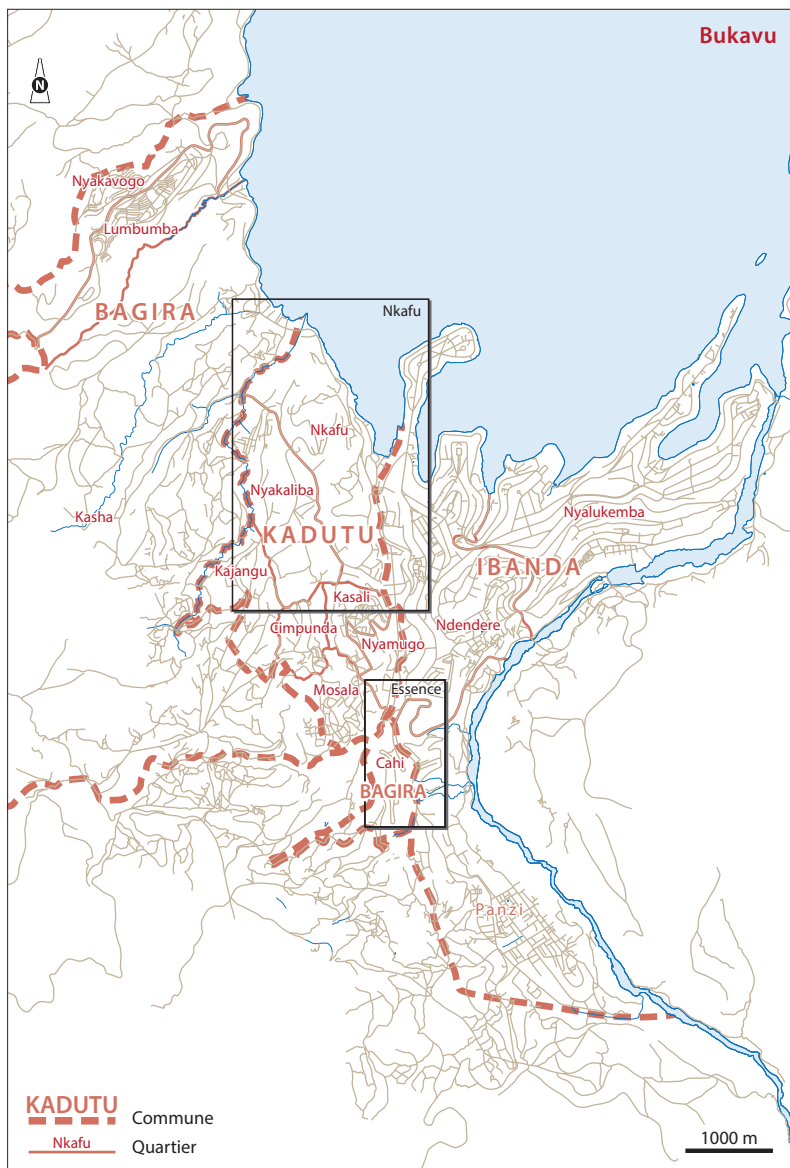 Bukavu
N
Nyakavogo
Lumbumba
BAGIRA
Nkafu
Nkafu
Nyakaliba
Kasha
Nyalukemba
KADUTU
IBANDA
Kajangu
Kasali
Cimpunda
Ndendere
Nyamugo
Mosala
Essence
Cahi
BAGIRA
Panzi
KADUTU
Commune
Nkafu
Quartier
1000 m